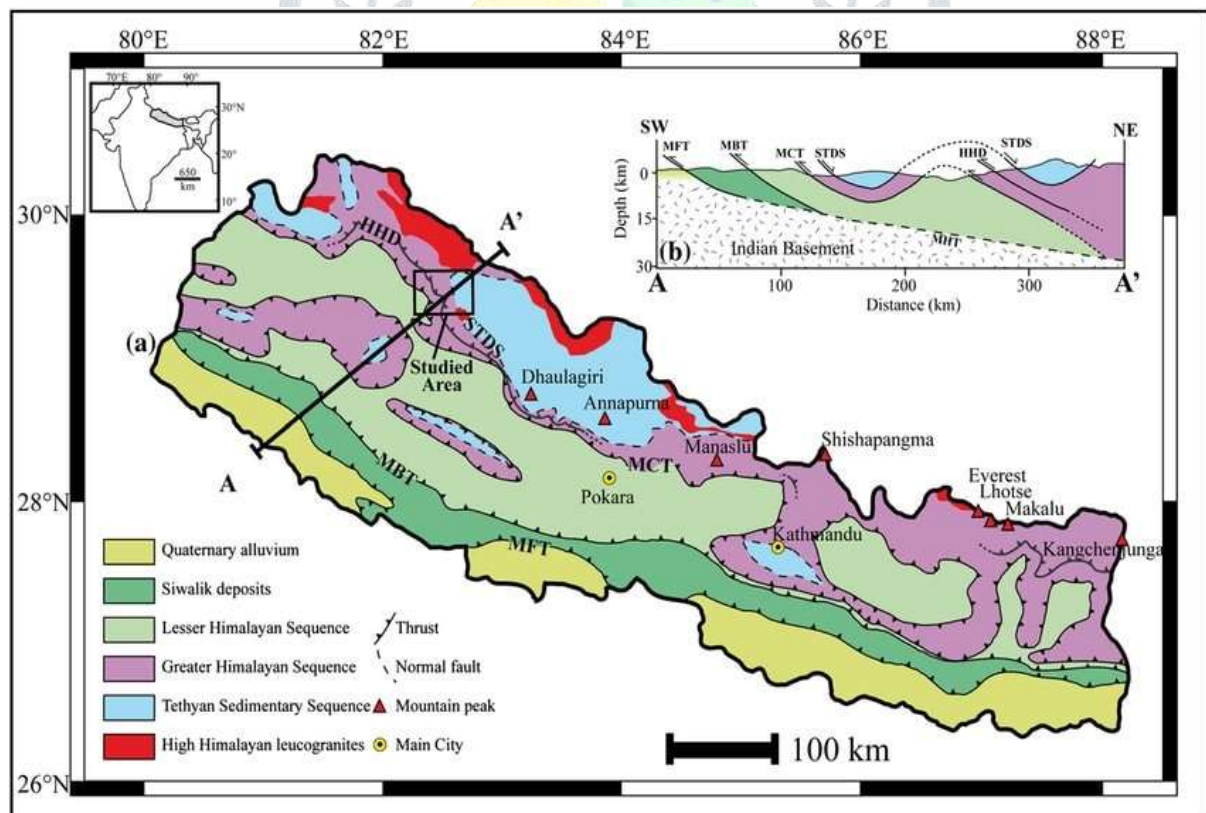 80°E
82°E
84°E
86°E
88°E
70°E
80°
90°
30°N
20°
10°
650
km
SW
NE
MFT
MBT
MCT
STDS
HHD
STDS
Depth (km)
0
15
30
MHT
Indian Basement
(b)
A
A'
0
100
200
300
Distance (km)
30°N
28°N
26°N
(a)
HHD
A'
STDS
Studied
Area
A
Dhaulagiri
Annapurna
Manaslu
Shishapangma
Everest
Lhotse
Makalu
Kangchenjunga
MCT
Pokara
Kathmandu
MBT
MFT
Quaternary alluvium
Siwalik deposits
Lesser Himalayan Sequence
Thrust
Greater Himalayan Sequence
Normal fault
Tethyan Sedimentary Sequence
Mountain peak
High Himalayan leucogranites
Main City
100 km